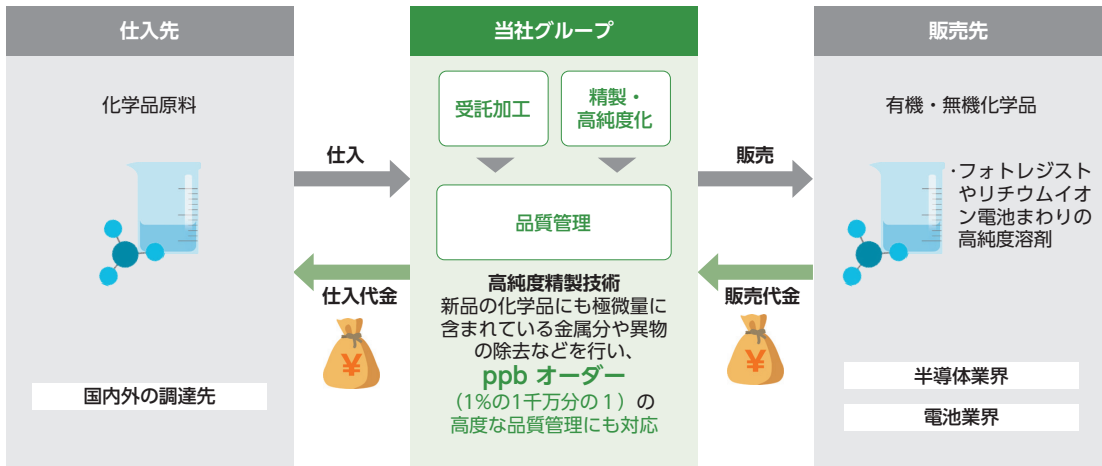 仕入先
化学品原料
国内外の調達先
仕入
仕入代金
¥
当社グループ
受託加工
精製・
高純度化
品質管理
高純度精製技術
新品の化学品にも極微量に
含まれている金属分や異物
の除去などを行い、
ppb オーダー
（1%の1千万分の1）の
高度な品質管理にも対応
販売
販売代金
¥
販売先
有機・無機化学品
・フォトレジスト
やリチウムイオ
ン電池まわりの
高純度溶剤
半導体業界
電池業界